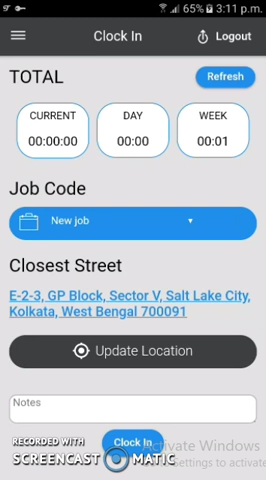 65% 3:11 p.m.
Clock In
Logout
TOTAL
Refresh
CURRENT
00:00:00
DAY
00:00
WEEK
00:01
Job Code
New job
Closest Street
E-2-3, GP Block, Sector V, Salt Lake City,
Kolkata, West Bengal 700091
Update Location
Notes
RECORDED WITH
SCREENCAST MATIC
Clock In
Activate Windows
Settings to activate